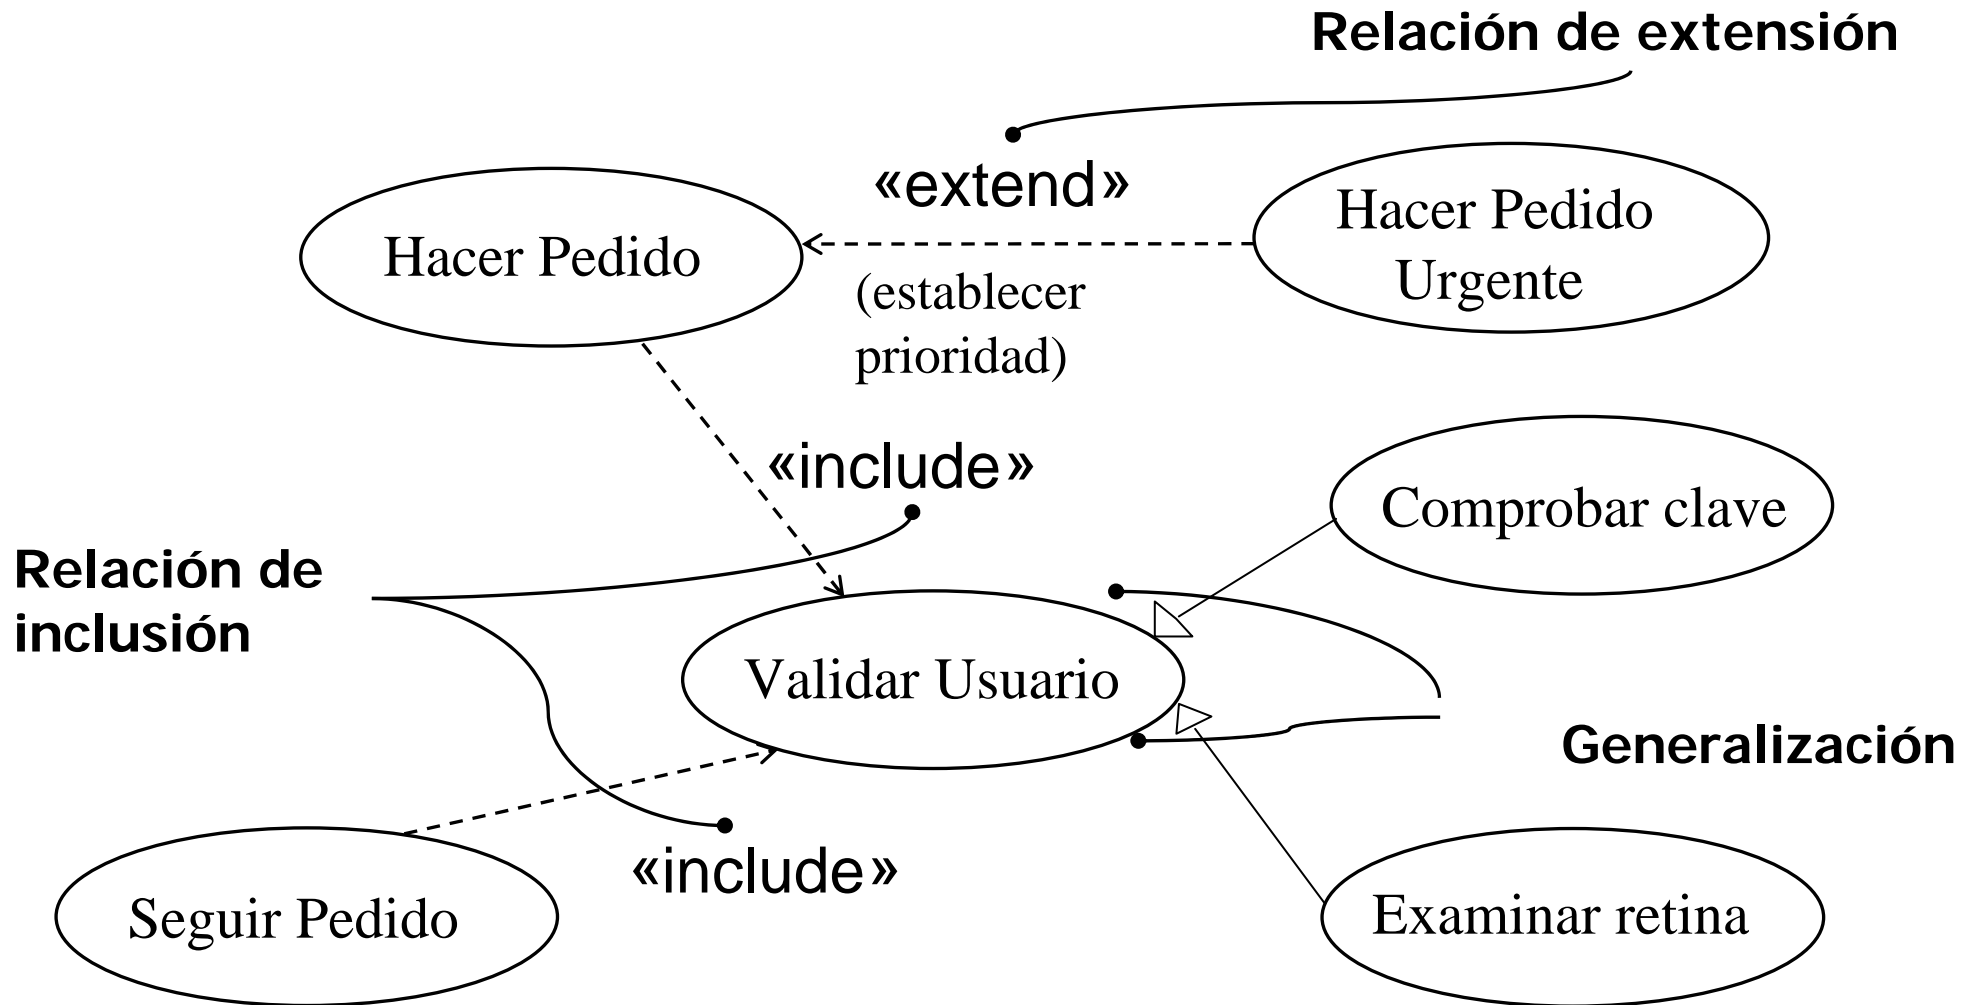 Relación de extensión
«extend»
Hacer Pedido
Hacer Pedido
Urgente
(establecer
prioridad)
«include»
Comprobar clave
Relación de
inclusión
Validar Usuario
Generalización
«include»
Seguir Pedido
Examinar retina